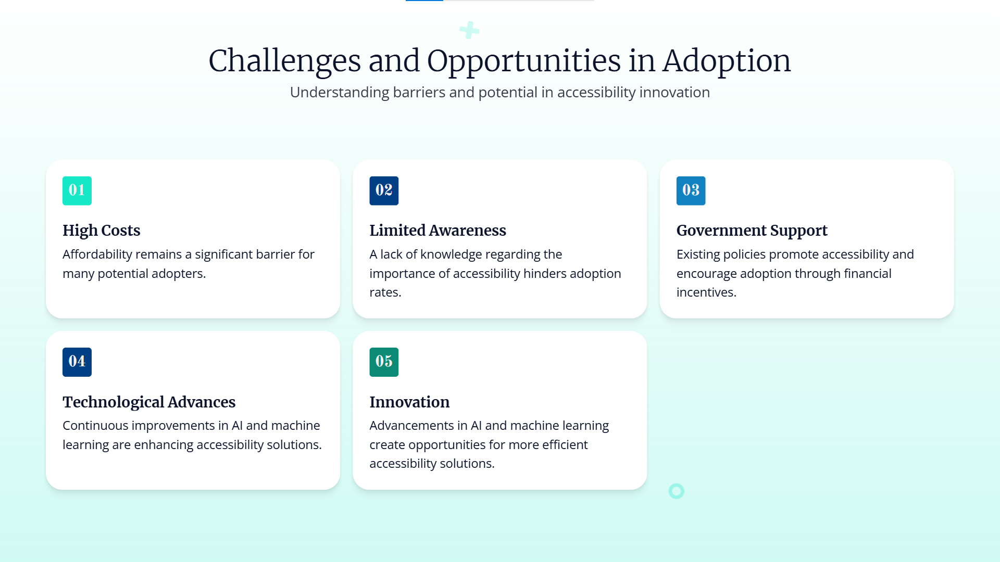 Challenges and Opportunities in Adoption
Understanding barriers and potential in accessibility innovation
01
High Costs
Affordability remains a significant barrier for
many potential adopters.
02
Limited Awareness
A lack of knowledge regarding the
importance of accessibility hinders adoption
rates.
03
Government Support
Existing policies promote accessibility and
encourage adoption through financial
incentives.
04
Technological Advances
Continuous improvements in AI and machine
learning are enhancing accessibility solutions.
05
Innovation
Advancements in AI and machine learning
create opportunities for more efficient
accessibility solutions.